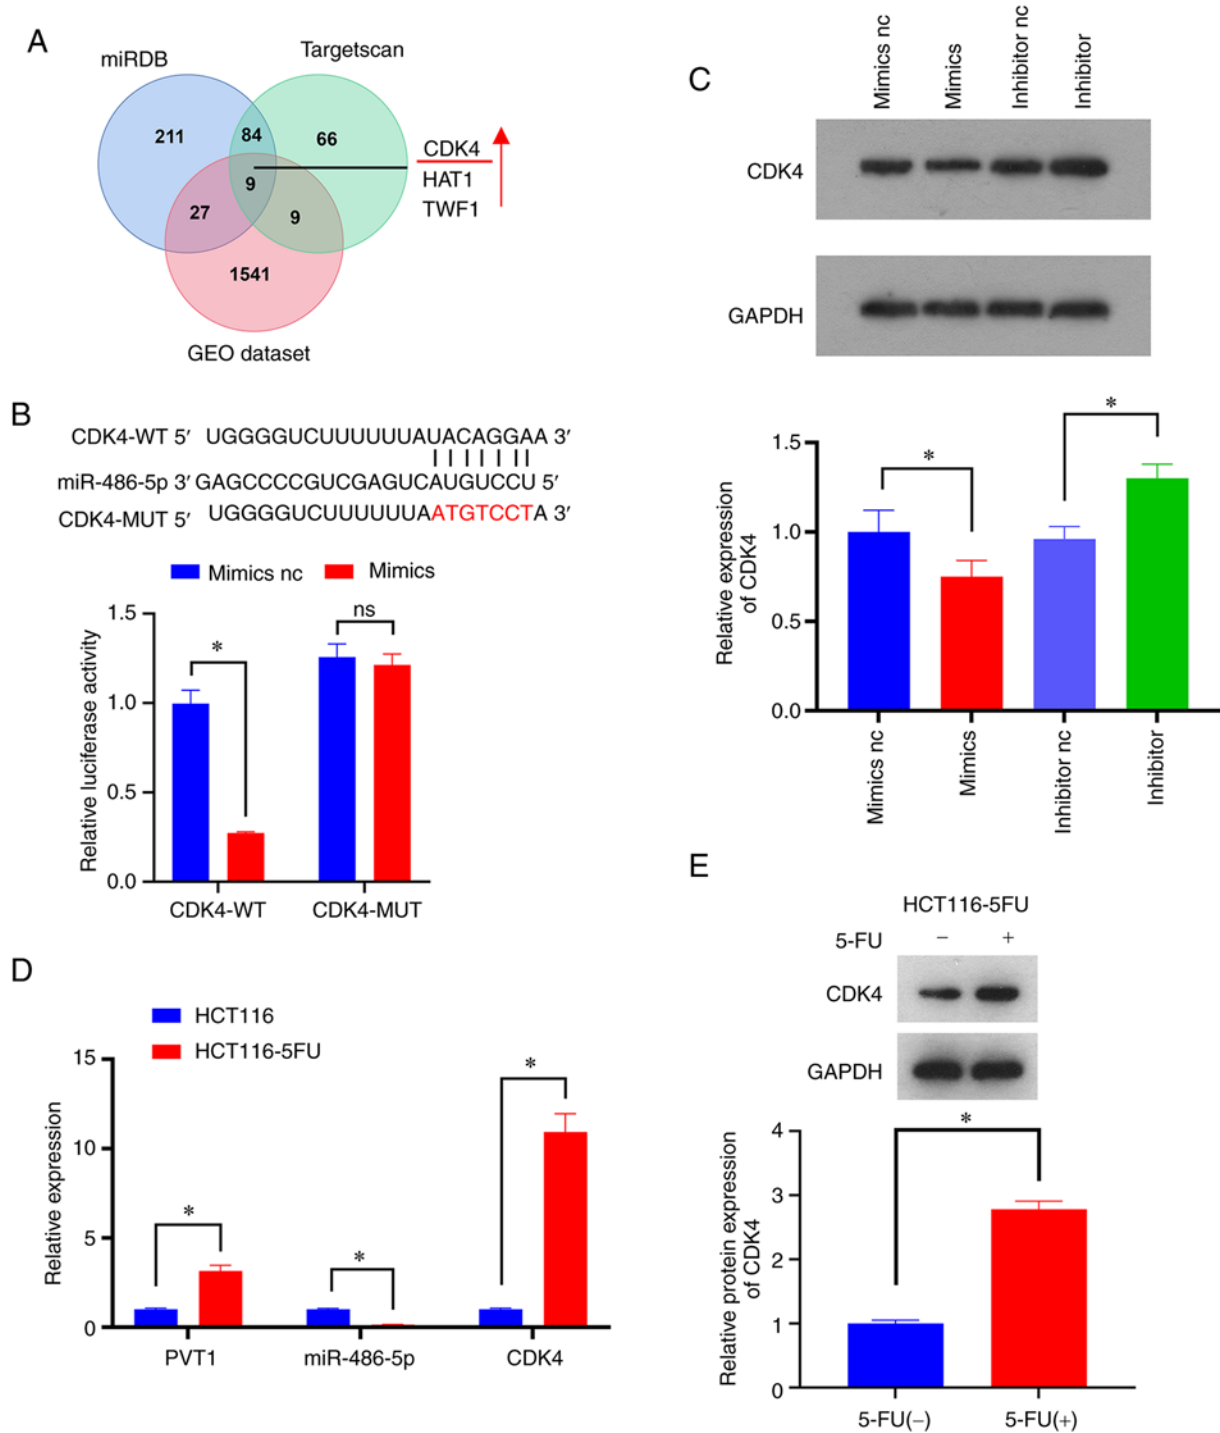 A
miRDB
Targetscan
211
84
66
9
27
9
1541
CDK4
HAT1
TWF1
GEO dataset
B
CDK4-WT 5′ UGGGGUCUUUUUUAUACAGGAA 3′
miR-486-5p 3′ GAGCCCCGUCGAGUCAUGUCCU 5′
CDK4-MUT 5′ UGGGGUCUUUUUUAATGTCCTA 3′
Mimics nc
Mimics
Relative luciferase activity
1.5
1.0
0.5
0.0
*
ns
CDK4-WT
CDK4-MUT
C
Mimics nc
Mimics
Inhibitor nc
Inhibitor
CDK4
GAPDH
Relative expression
of CDK4
1.5
1.0
0.5
0.0
*
*
Mimics nc
Mimics
Inhibitor nc
Inhibitor
D
HCT116
HCT116-5FU
Relative expression
15
10
5
0
*
*
*
PVT1
miR-486-5p
CDK4
E
HCT116-5FU
5-FU − +
CDK4
GAPDH
Relative protein expression
of CDK4
4
3
2
1
0
*
5-FU(−)
5-FU(+)